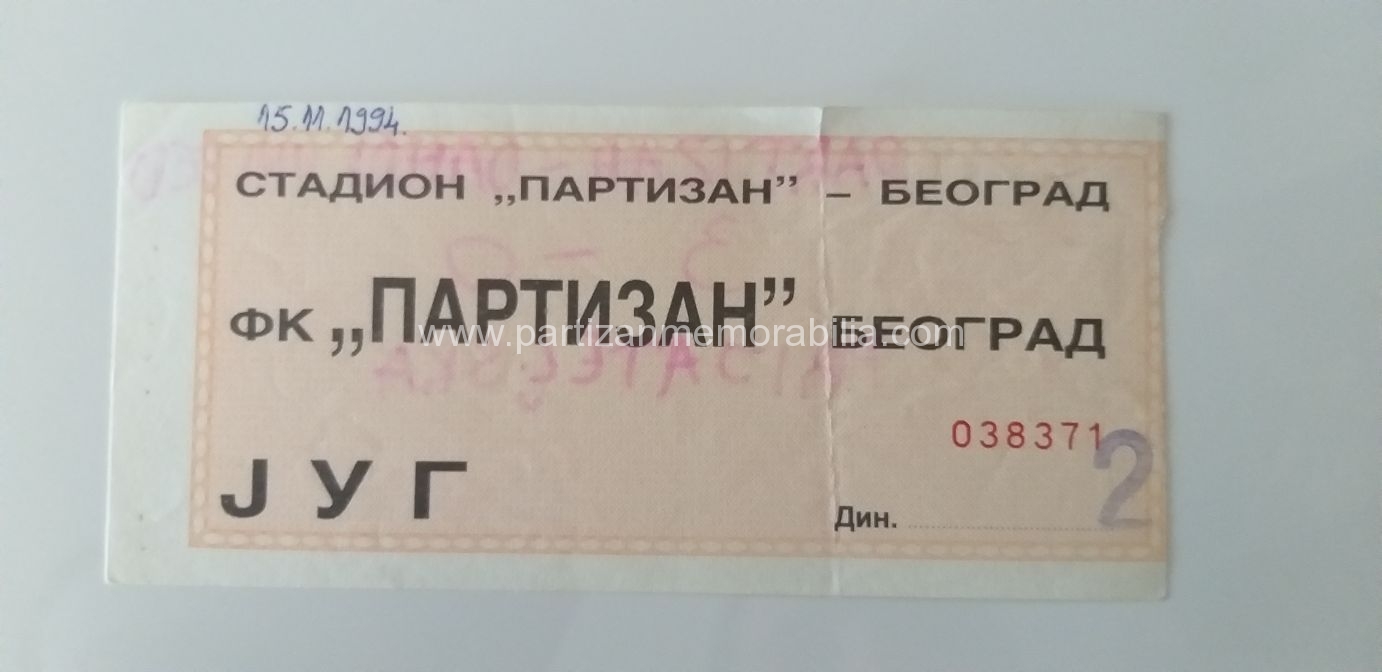 15.11.1994.
СТАДИОН „ПАРТИЗАН” – БЕОГРАД
ФК „ПАРТИЗАН” БЕОГРАД
www.partizanmemorabilia.com
038371
ЈУГ
Дин. 2